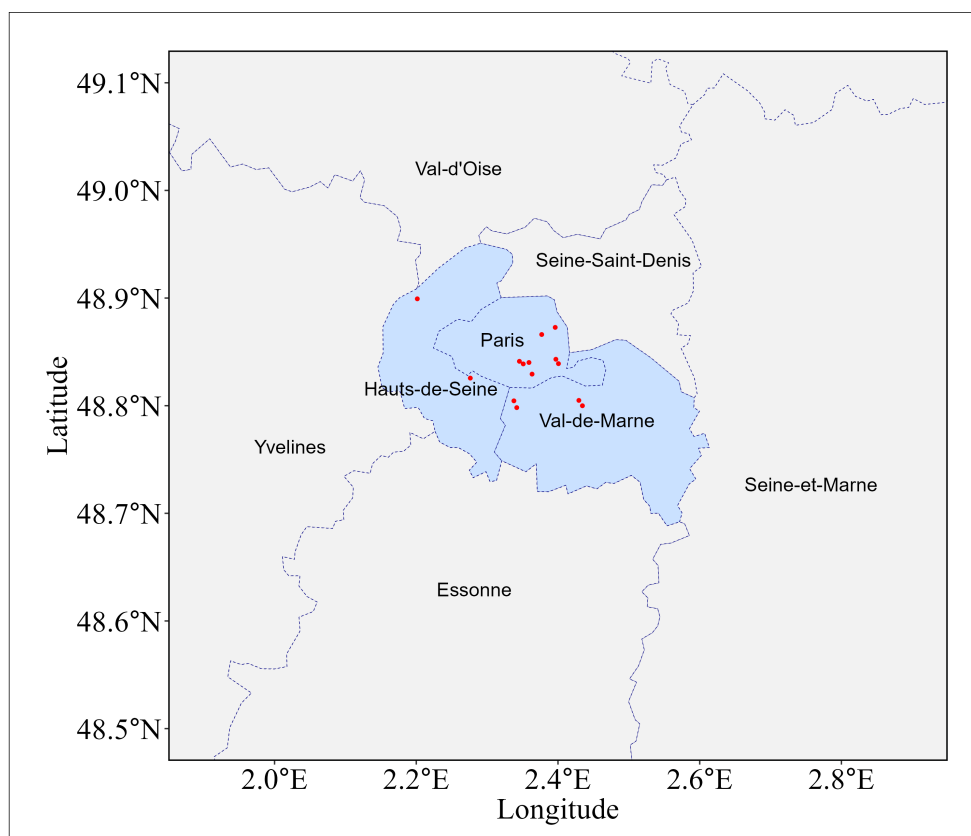 49.1°N
Val-d'Oise
49.0°N
Seine-Saint-Denis
48.9°N
Paris
Hauts-de-Seine
48.8°N
Val-de-Marne
Latitude
Yvelines
Seine-et-Marne
48.7°N
Essonne
48.6°N
48.5°N
2.0°E 2.2°E 2.4°E 2.6°E 2.8°E
Longitude